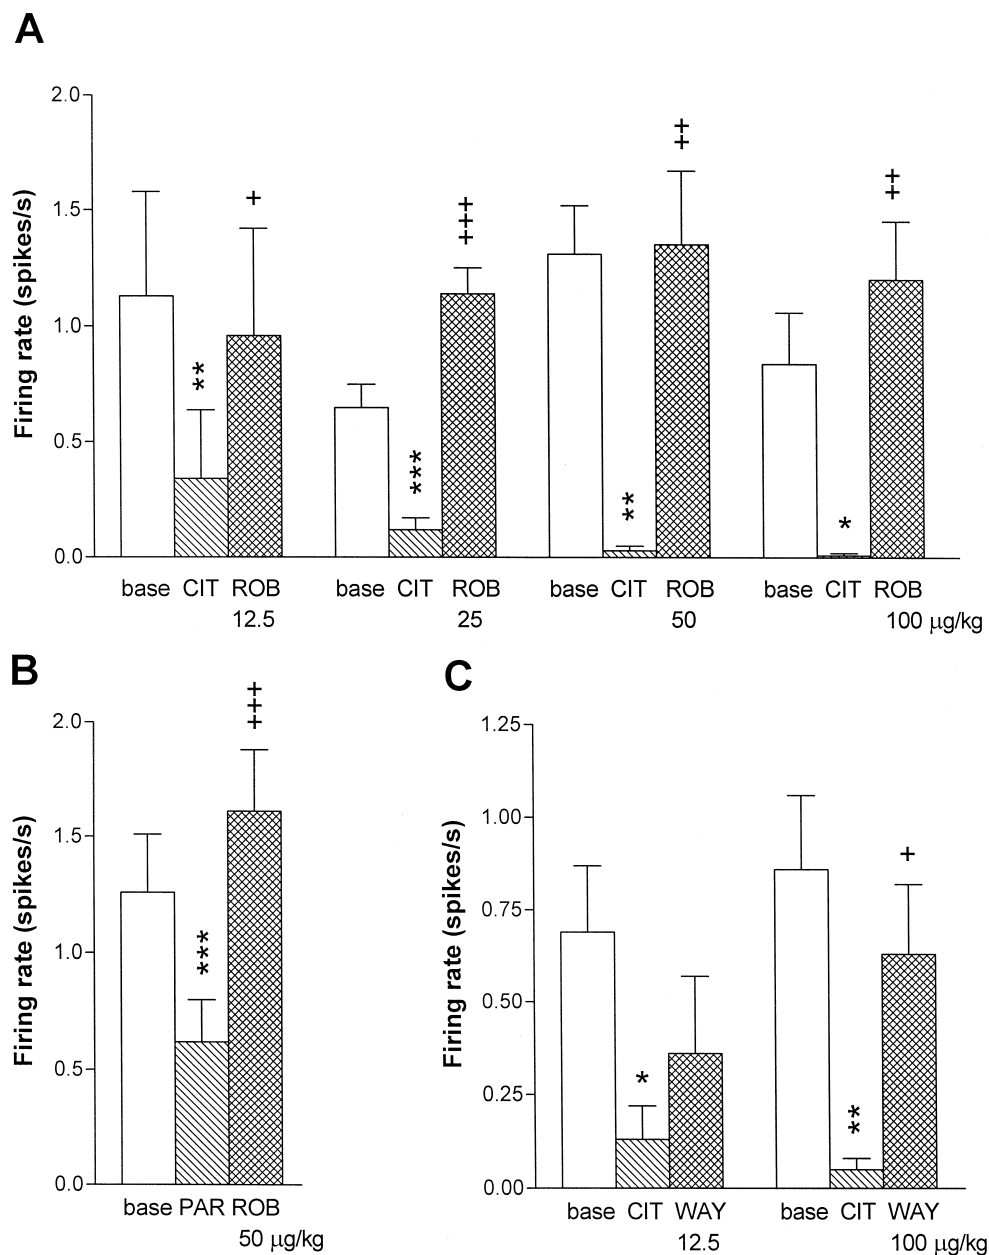 A
Firing rate (spikes/s)
2.0
1.5
1.0
0.5
0.0
**
+
***
+++
**
++
*
++
base CIT ROB base CIT ROB base CIT ROB base CIT ROB
12.5 25 50 100 μg/kg
B
Firing rate (spikes/s)
2.0
1.5
1.0
0.5
0.0
***
+++
base PAR ROB
50 μg/kg
C
Firing rate (spikes/s)
1.25
1.00
0.75
0.50
0.25
0.00
*
**
+
base CIT WAY base CIT WAY
12.5 100 μg/kg